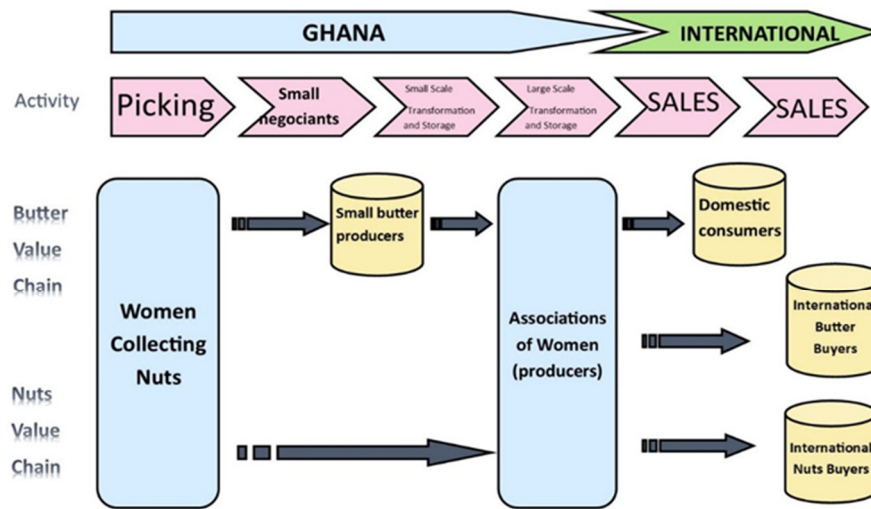 GHANA
INTERNATIONAL
Activity
Picking
Small
negociants
Small Scale
Transformation
and Storage
Large Scale
Transformation
and Storage
SALES
SALES
Butter
Value
Chain
Small butter
producers
Domestic
consumers
Women
Collecting
Nuts
Associations
of Women
(producers)
International
Butter
Buyers
Nuts
Value
Chain
International
Nuts Buyers